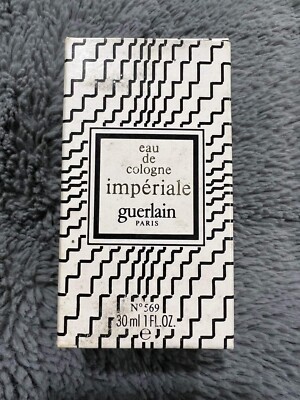 eau
de
cologne
impériale
guerlain
PARIS
N° 569
30 ml 1 FL.OZ.
e